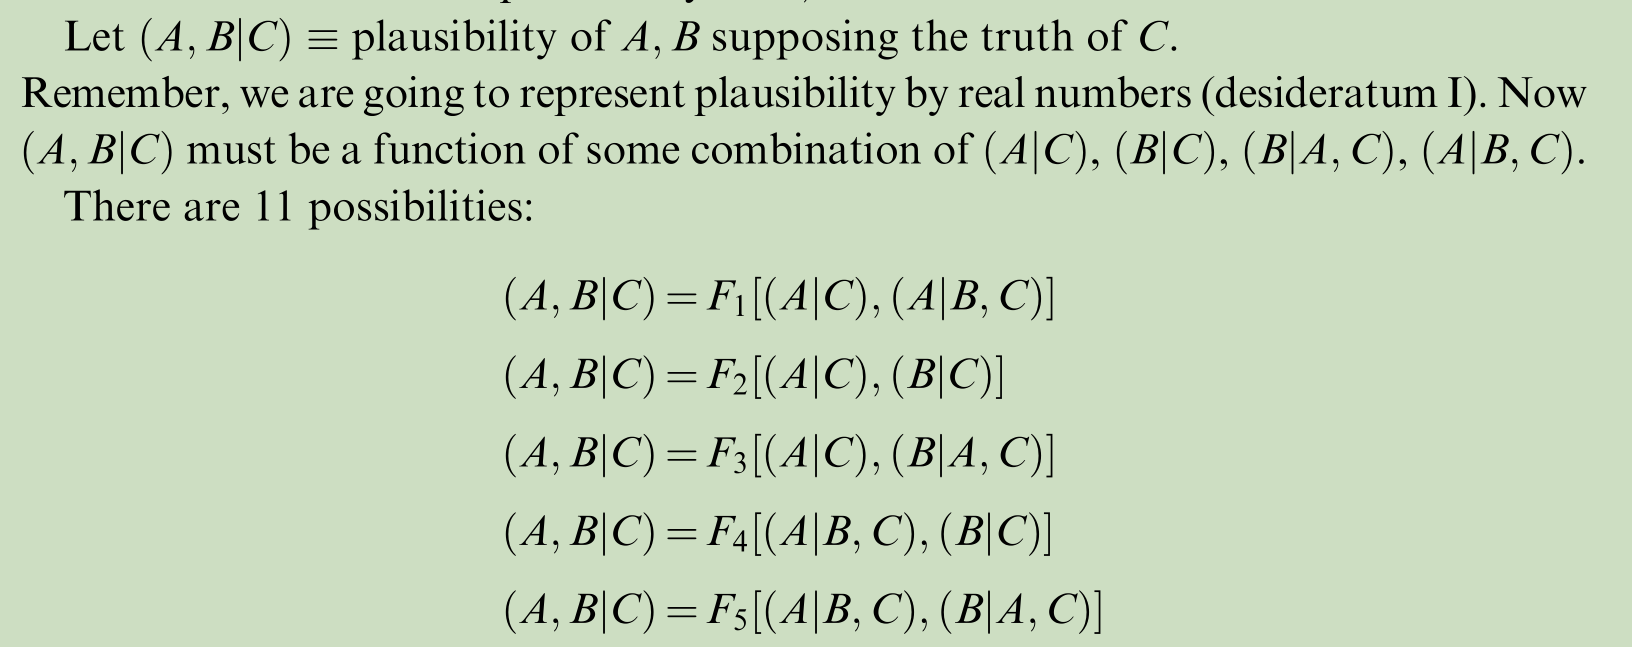 Let (A, B|C) ≡ plausibility of A, B supposing the truth of C.
Remember, we are going to represent plausibility by real numbers (desideratum I). Now
(A, B|C) must be a function of some combination of (A|C), (B|C), (B|A, C), (A|B, C).
There are 11 possibilities:
(A, B|C) = F₁[(A|C), (A|B, C)]
(A, B|C) = F₂[(A|C), (B|C)]
(A, B|C) = F₃[(A|C), (B|A, C)]
(A, B|C) = F₄[(A|B, C), (B|C)]
(A, B|C) = F₅[(A|B, C), (B|A, C)]